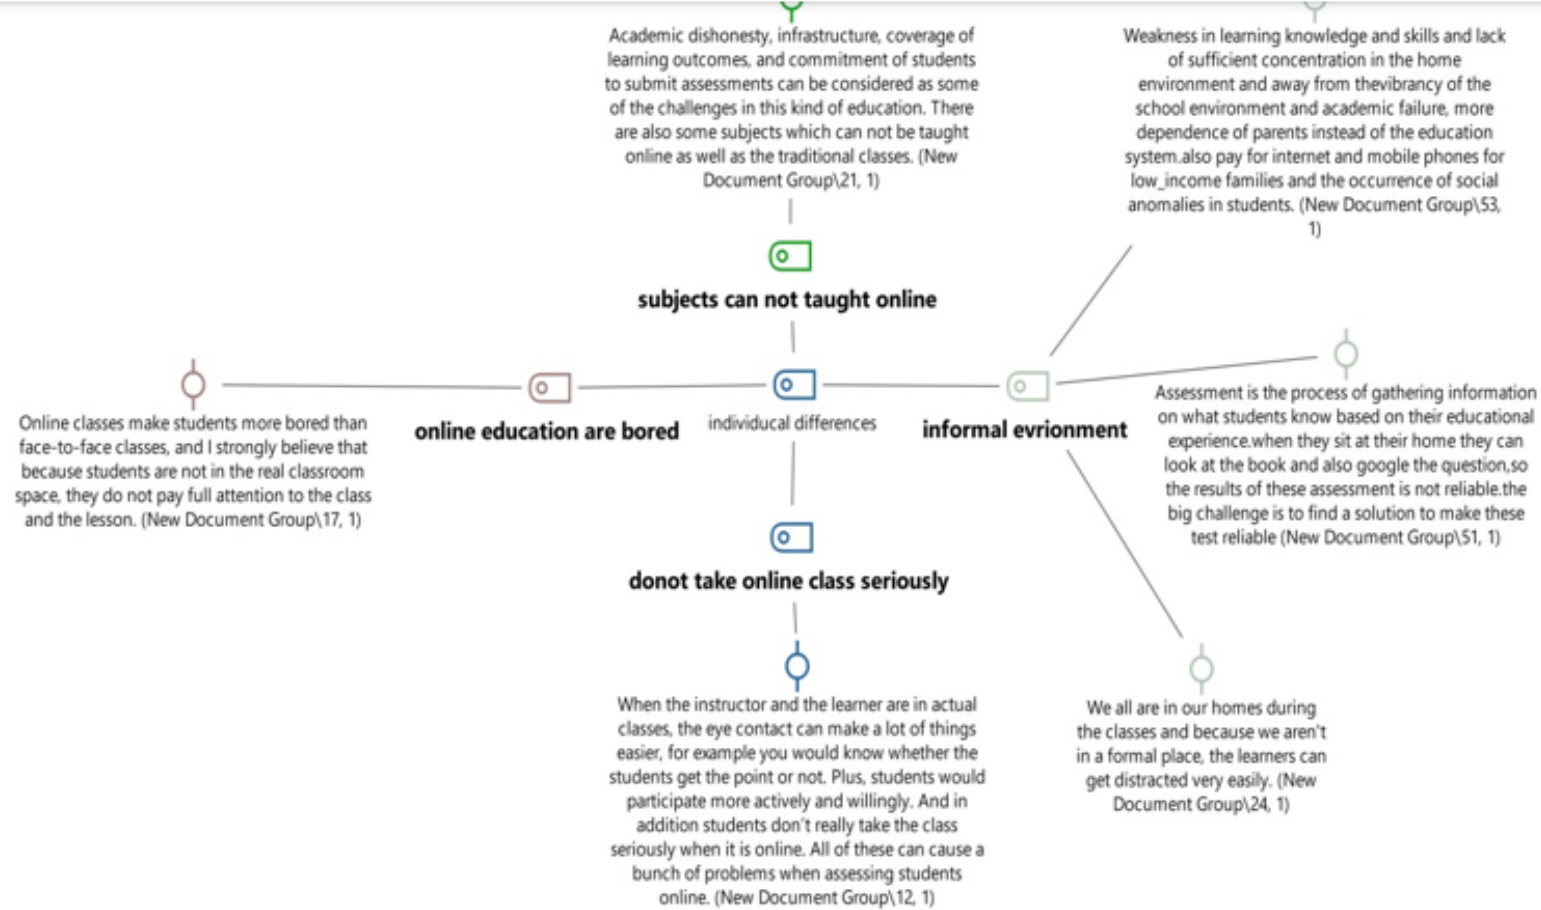 Academic dishonesty, infrastructure, coverage of
learning outcomes, and commitment of students
to submit assessments can be considered as some
of the challenges in this kind of education. There
are also some subjects which can not be taught
online as well as the traditional classes. (New
Document Group\21, 1)
Weakness in learning knowledge and skills and lack
of sufficient concentration in the home
environment and away from thevibrancy of the
school environment and academic failure, more
dependence of parents instead of the education
system.also pay for internet and mobile phones for
low_income families and the occurrence of social
anomalies in students. (New Document Group\53,
1)
subjects can not taught online
Online classes make students more bored than
face-to-face classes, and I strongly believe that
because students are not in the real classroom
space, they do not pay full attention to the class
and the lesson. (New Document Group\17, 1)
online education are bored
individucal differences
informal evrionment
Assessment is the process of gathering information
on what students know based on their educational
experience.when they sit at their home they can
look at the book and also google the question,so
the results of these assessment is not reliable.the
big challenge is to find a solution to make these
test reliable (New Document Group\51, 1)
donot take online class seriously
When the instructor and the learner are in actual
classes, the eye contact can make a lot of things
easier, for example you would know whether the
students get the point or not. Plus, students would
participate more actively and willingly. And in
addition students don't really take the class
seriously when it is online. All of these can cause a
bunch of problems when assessing students
online. (New Document Group\12, 1)
We all are in our homes during
the classes and because we aren't
in a formal place, the learners can
get distracted very easily. (New
Document Group\24, 1)